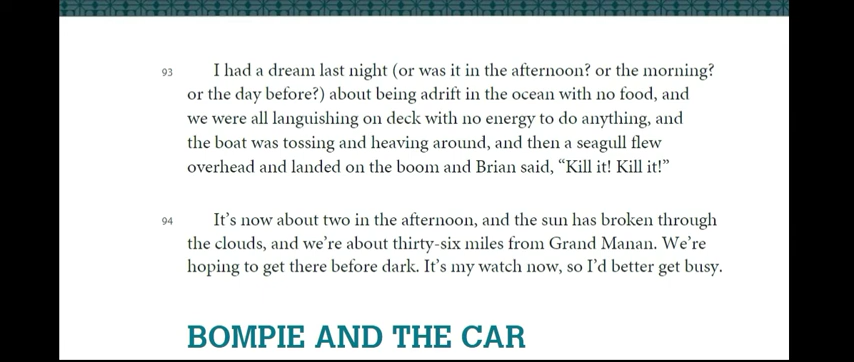 93 I had a dream last night (or was it in the afternoon? or the morning?
or the day before?) about being adrift in the ocean with no food, and
we were all languishing on deck with no energy to do anything, and
the boat was tossing and heaving around, and then a seagull flew
overhead and landed on the boom and Brian said, “Kill it! Kill it!”
94 It’s now about two in the afternoon, and the sun has broken through
the clouds, and we’re about thirty-six miles from Grand Manan. We’re
hoping to get there before dark. It’s my watch now, so I’d better get busy.
BOMPIE AND THE CAR